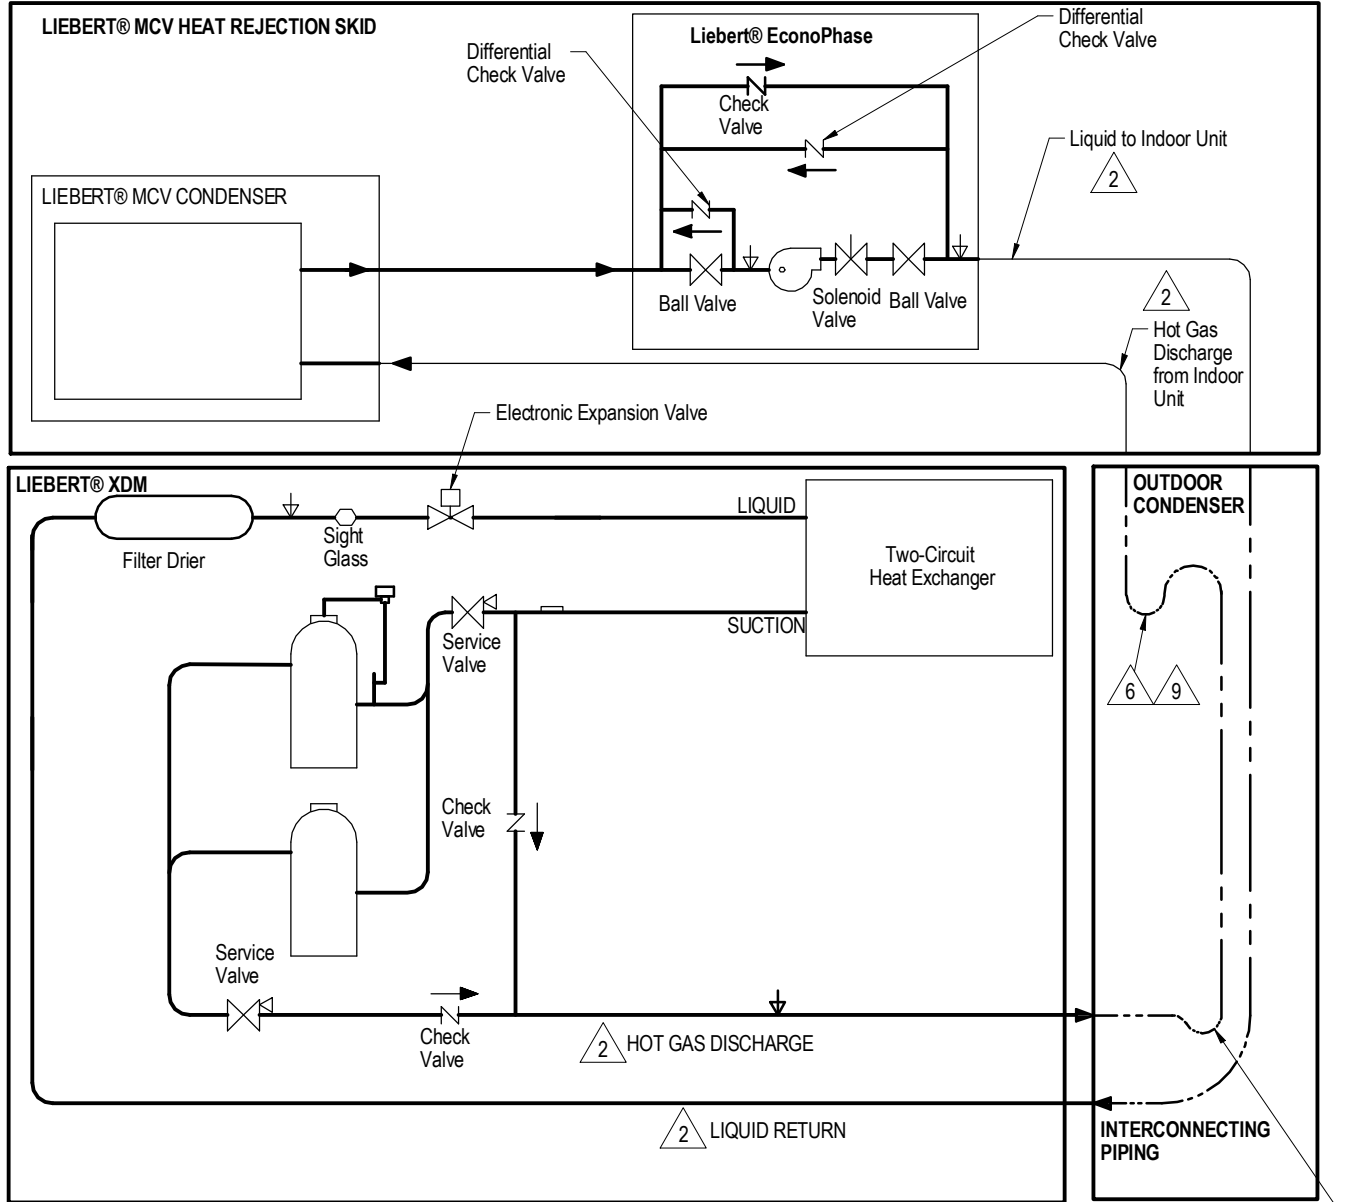 LIEBERT® MCV HEAT REJECTION SKID
Differential
Check Valve
Liebert® EconoPhase
Differential
Check Valve
Check
Valve
Liquid to Indoor Unit
2
LIEBERT® MCV CONDENSER
Ball Valve
Solenoid
Valve
Ball Valve
2
Hot Gas
Discharge
from Indoor
Unit
Electronic Expansion Valve
LIEBERT® XDM
Filter Drier
Sight
Glass
LIQUID
Two-Circuit
Heat Exchanger
SUCTION
Service
Valve
Check
Valve
Service
Valve
Check
Valve
2
HOT GAS DISCHARGE
2
LIQUID RETURN
OUTDOOR
CONDENSER
6
9
INTERCONNECTING
PIPING